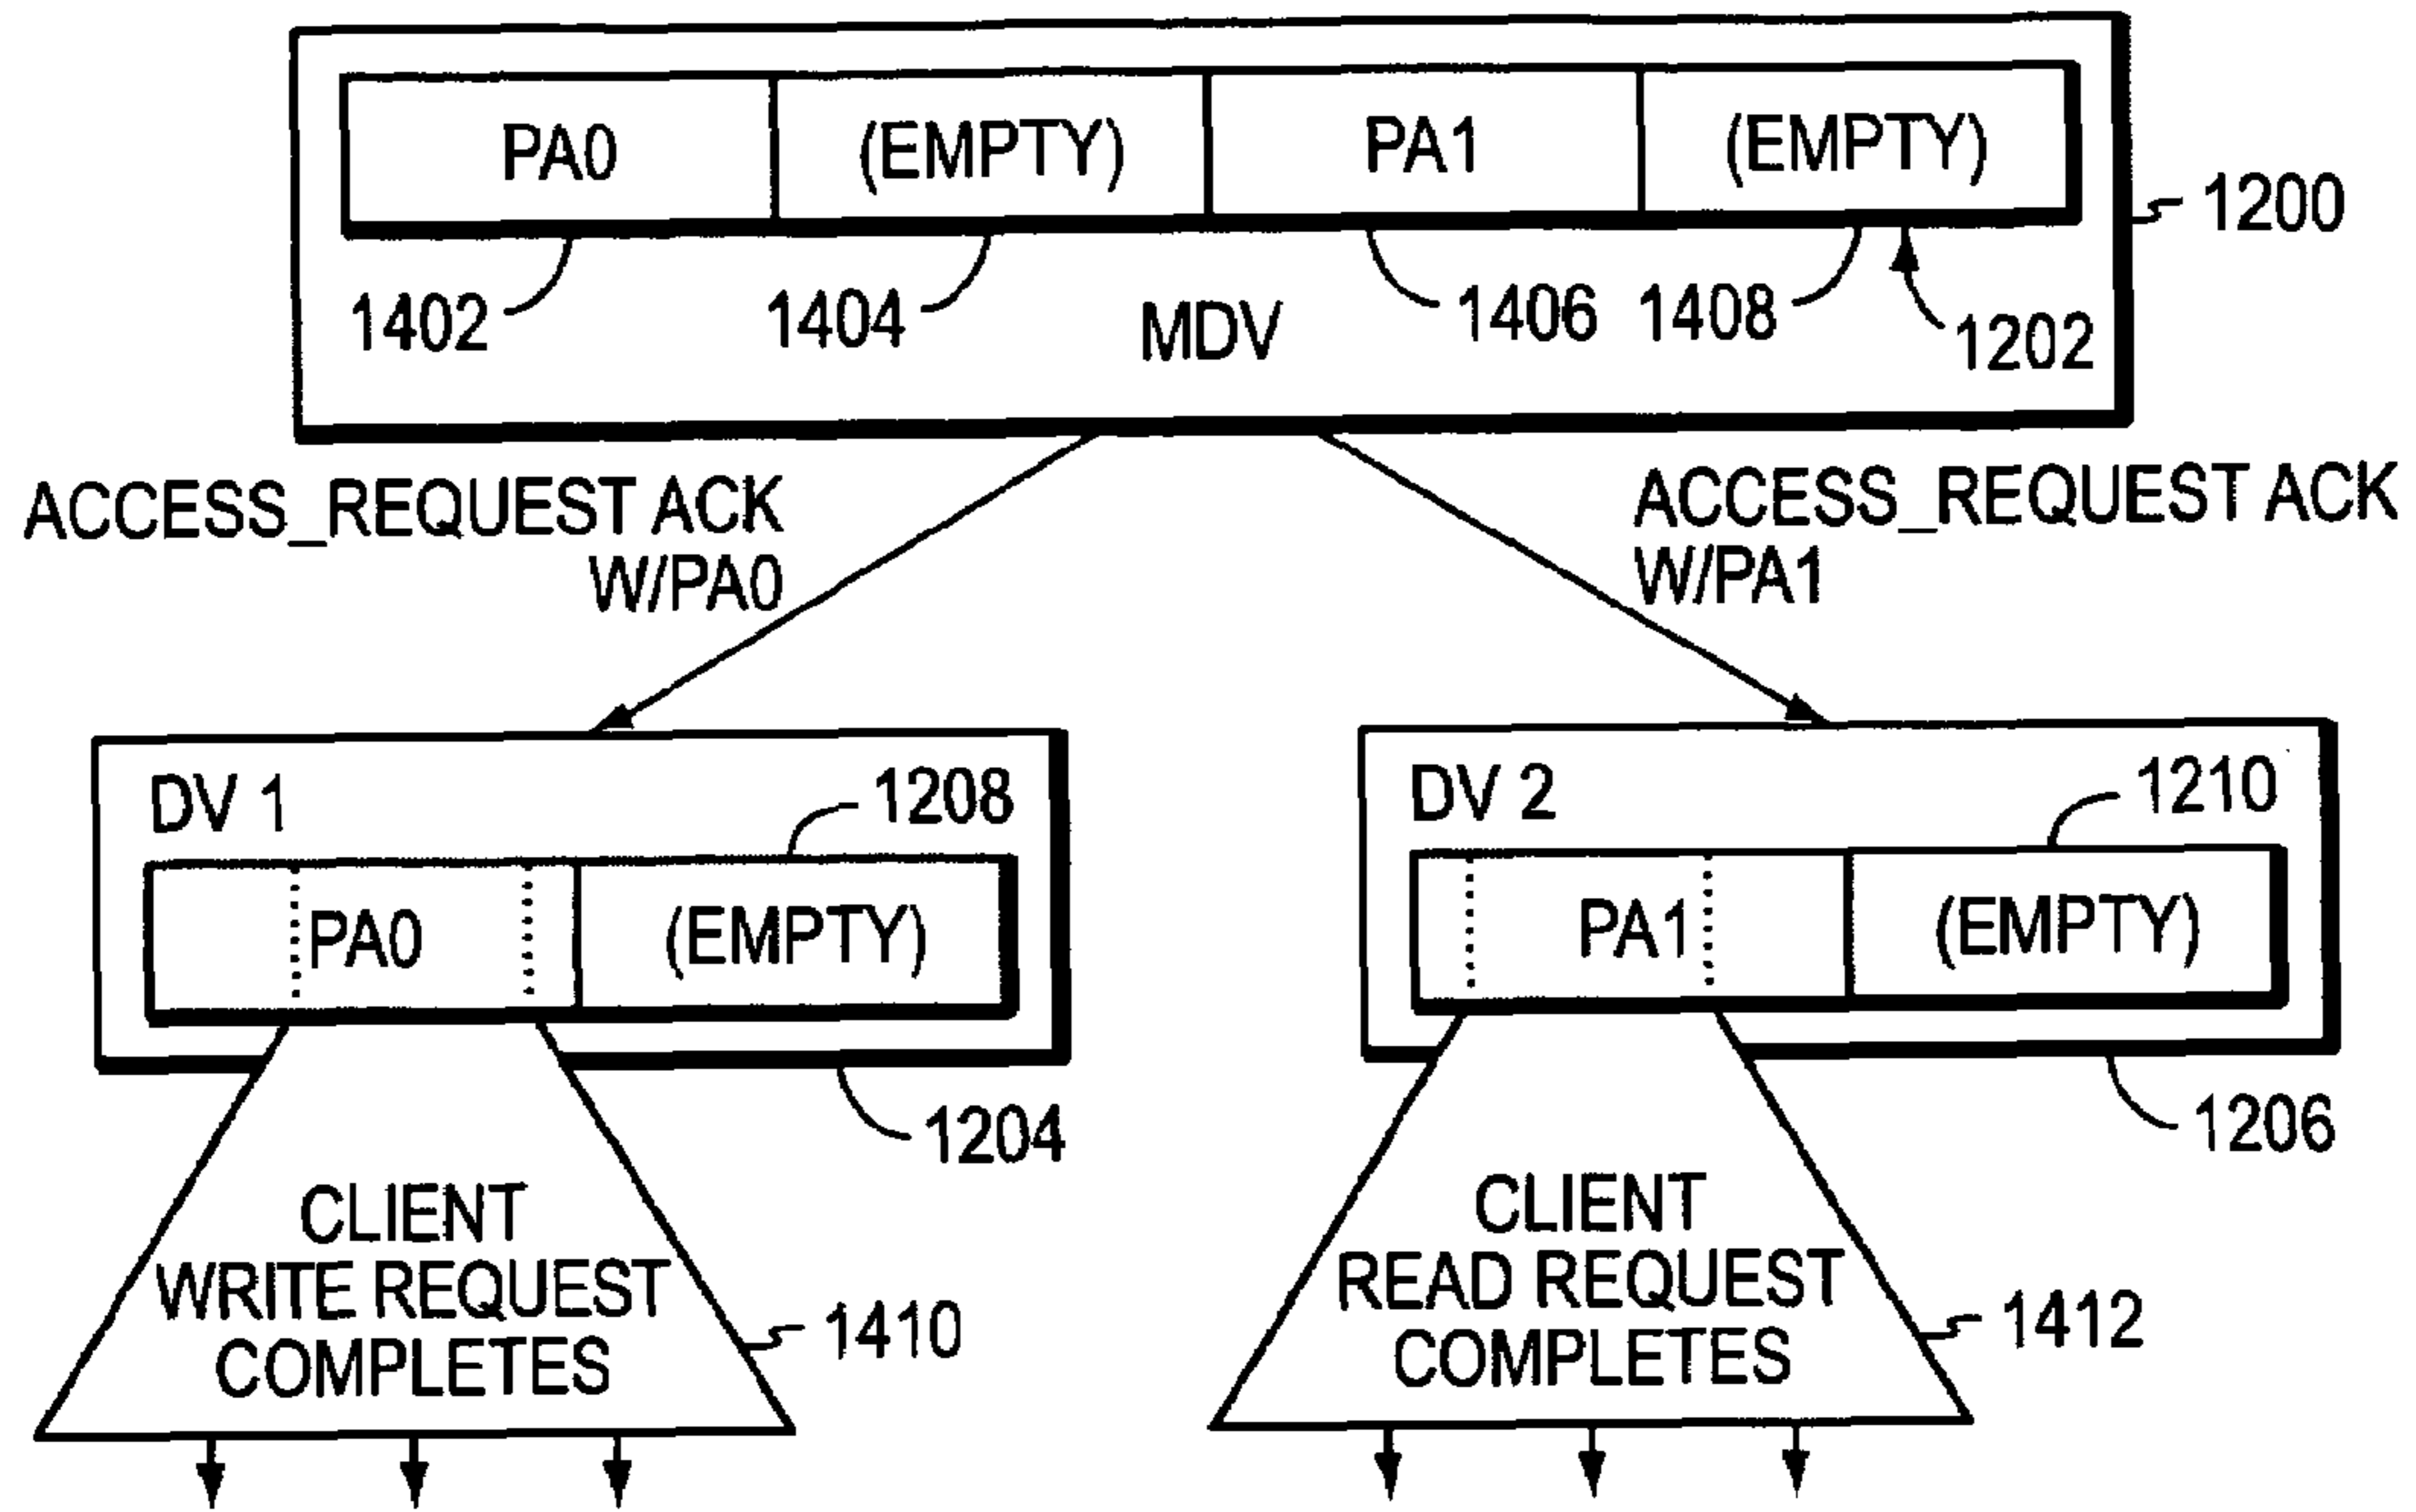 PA0
(EMPTY)
PA1
(EMPTY)
1200
1402
1404
MDV
1406
1408
1202
ACCESS_REQUEST ACK
W/PA0
ACCESS_REQUEST ACK
W/PA1
DV 1
1208
PA0
(EMPTY)
1204
DV 2
1210
PA1
(EMPTY)
1206
CLIENT
WRITE REQUEST
COMPLETES
1410
CLIENT
READ REQUEST
COMPLETES
1412